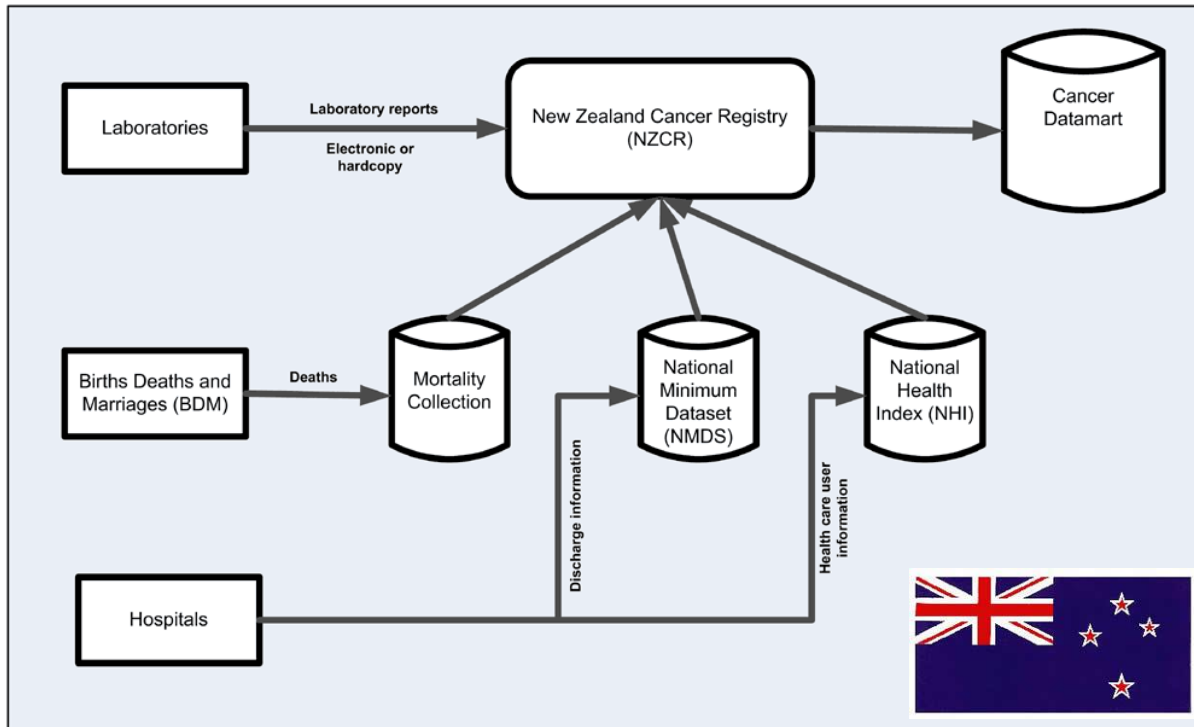 Laboratories
Laboratory reports
Electronic or
hardcopy
New Zealand Cancer Registry
(NZCR)
Cancer
Datamart
Births Deaths and
Marriages (BDM)
Deaths
Mortality
Collection
National
Minimum
Dataset
(NMDS)
National
Health
Index (NHI)
Discharge information
Health care user
information
Hospitals